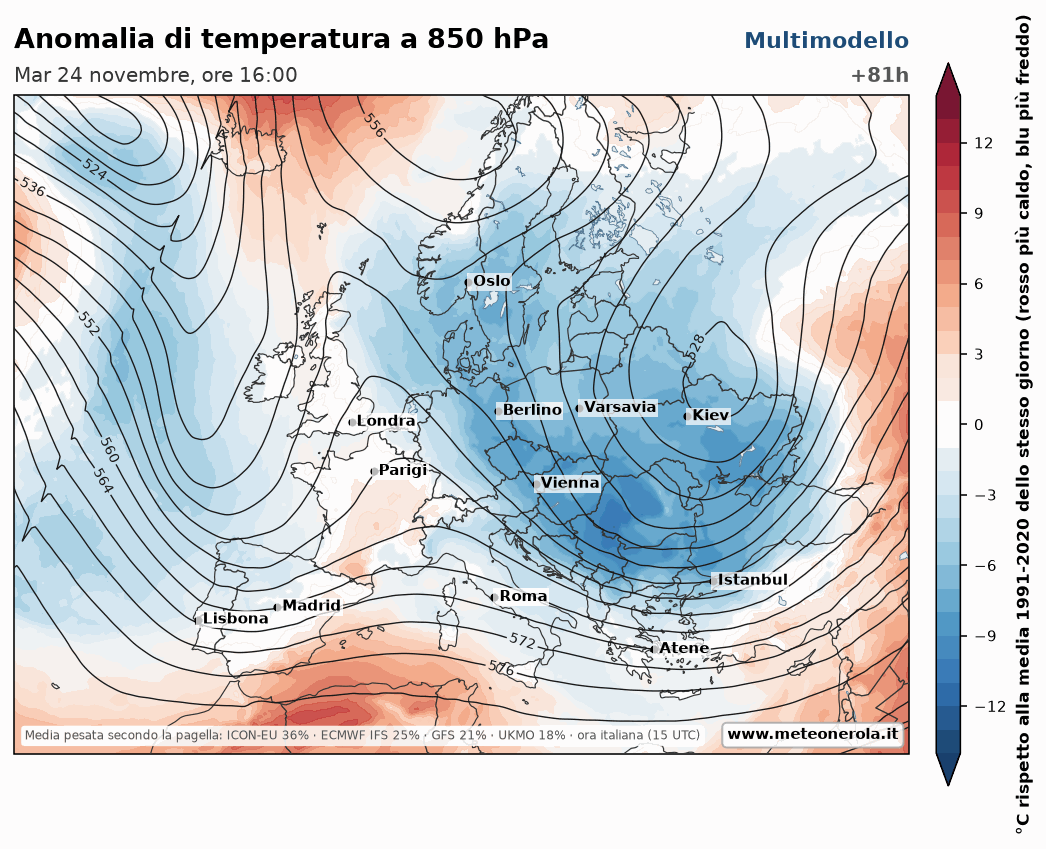 Anomalia di temperatura a 850 hPa
Multimodello
Mar 24 novembre, ore 16:00
+81h
556
524
536
552
528
560
564
572
576
Oslo
Berlino
Varsavia
Kiev
Londra
Parigi
Vienna
Istanbul
Roma
Madrid
Lisbona
Atene
Media pesata secondo la pagella: ICON-EU 36% · ECMWF IFS 25% · GFS 21% · UKMO 18% · ora italiana (15 UTC)
www.meteonerola.it
12
9
6
3
0
−3
−6
−9
−12
°C rispetto alla media 1991-2020 dello stesso giorno (rosso più caldo, blu più freddo)